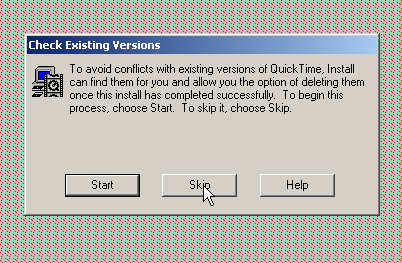 Check Existing Versions
To avoid conflicts with existing versions of QuickTime, Install
can find them for you and allow you the option of deleting them
once this install has completed successfully. To begin this
process, choose Start. To skip it, choose Skip.
Start Skip Help